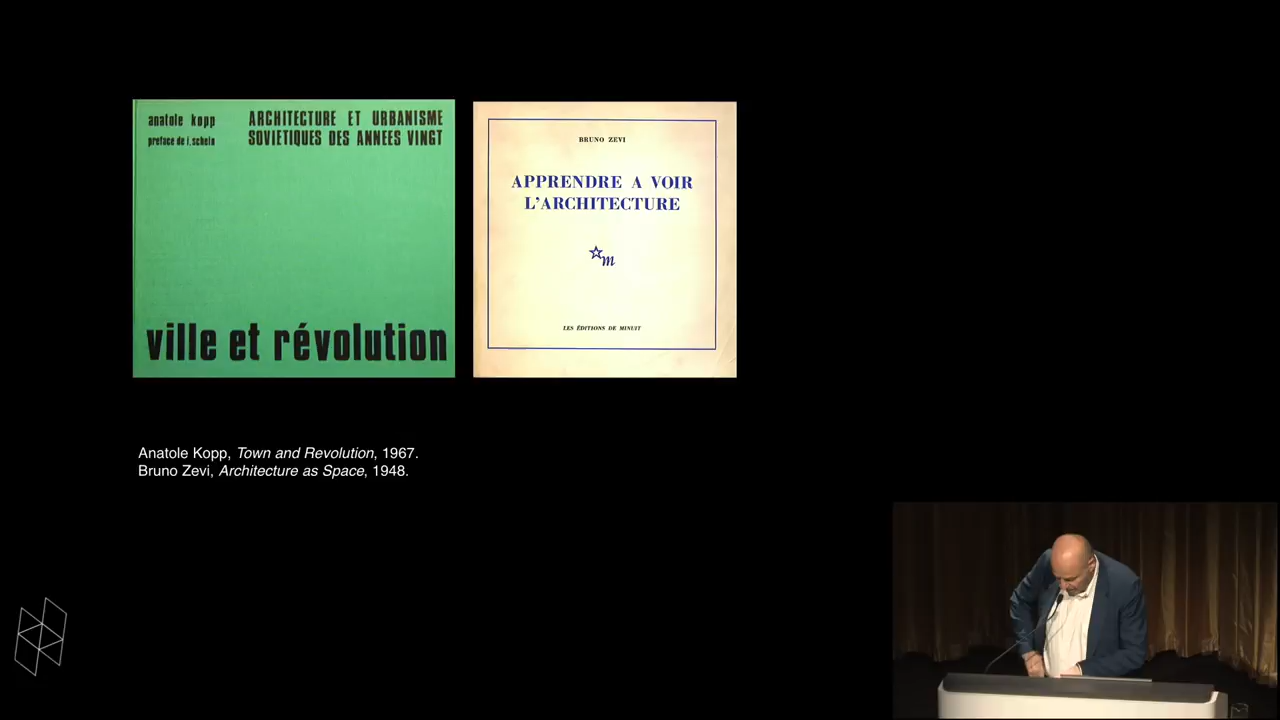 anatole kopp
preface de i. schein
ARCHITECTURE ET URBANISME
SOVIETIQUES DES ANNEES VINGT
ville et révolution
BRUNO ZEVI
APPRENDRE A VOIR
L'ARCHITECTURE
m
LES ÉDITIONS DE MINUIT
Anatole Kopp, Town and Revolution, 1967.
Bruno Zevi, Architecture as Space, 1948.